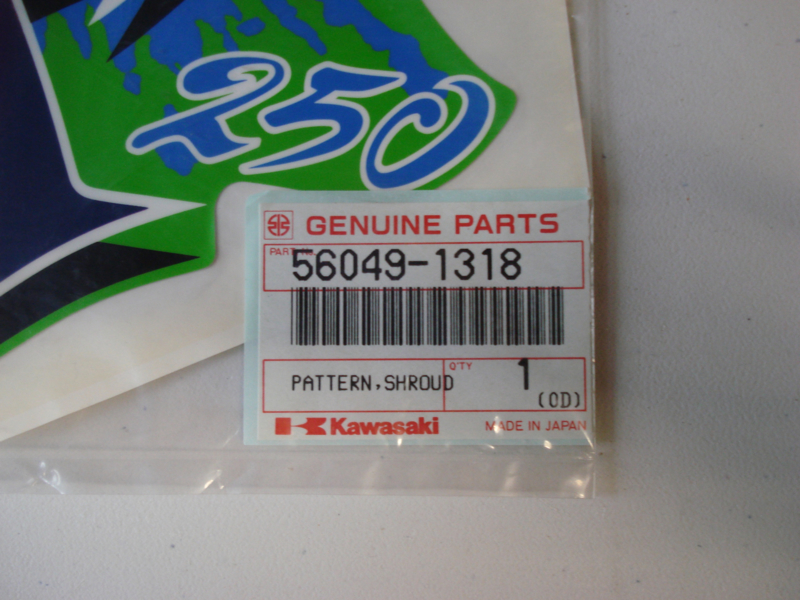 250
GENUINE PARTS
PART No.
56049-1318
PATTERN,SHROUD
Q'TY
1
(OD)
Kawasaki
MADE IN JAPAN